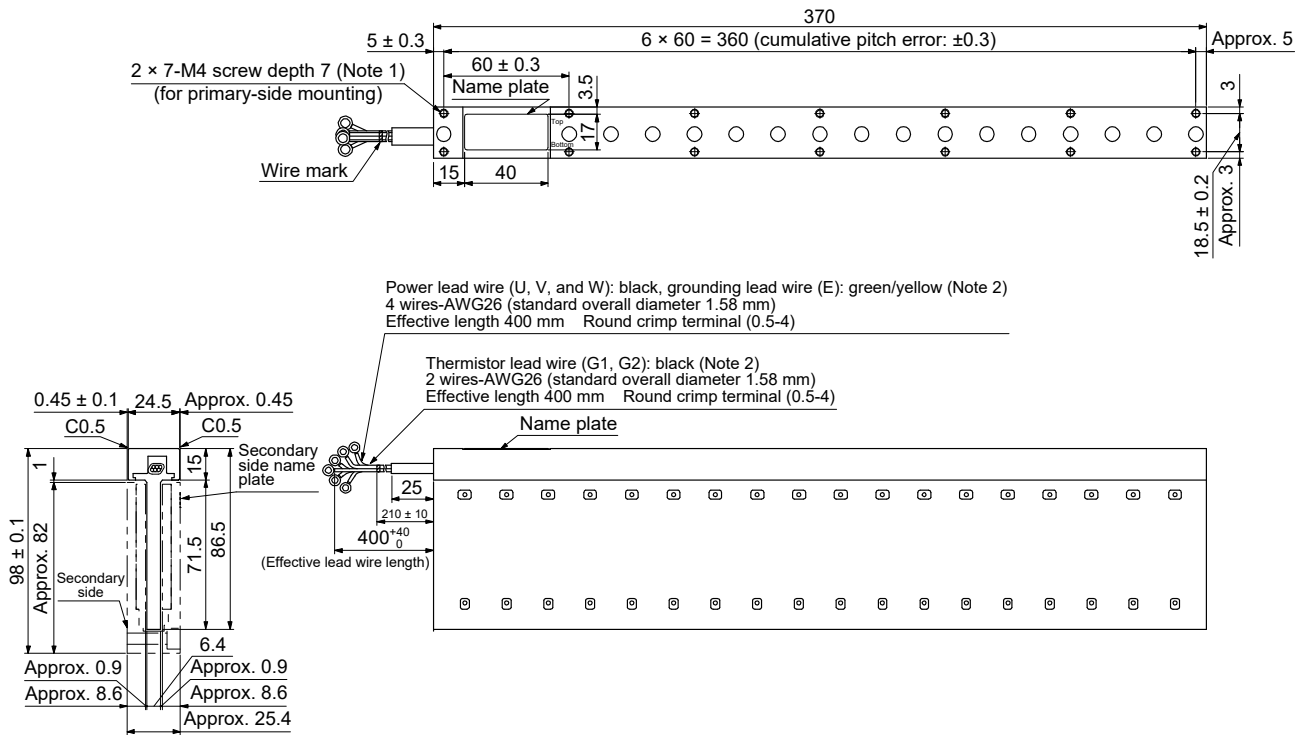 370
5 ± 0.3
6 × 60 = 360 (cumulative pitch error: ±0.3)
Approx. 5
60 ± 0.3
2 × 7-M4 screw depth 7 (Note 1)
(for primary-side mounting)
Name plate
3.5
3
Top
17
Bottom
Wire mark
15
40
18.5 ± 0.2
Approx. 3
Power lead wire (U, V, and W): black, grounding lead wire (E): green/yellow (Note 2)
4 wires-AWG26 (standard overall diameter 1.58 mm)
Effective length 400 mm Round crimp terminal (0.5-4)
Thermistor lead wire (G1, G2): black (Note 2)
2 wires-AWG26 (standard overall diameter 1.58 mm)
Effective length 400 mm Round crimp terminal (0.5-4)
0.45 ± 0.1
24.5
Approx. 0.45
C0.5
C0.5
Name plate
1
15
Secondary
side name
plate
25
210 ± 10
400 +40 0
(Effective lead wire length)
98 ± 0.1
Approx. 82
71.5
86.5
Secondary
side
6.4
Approx. 0.9
Approx. 0.9
Approx. 8.6
Approx. 8.6
Approx. 25.4